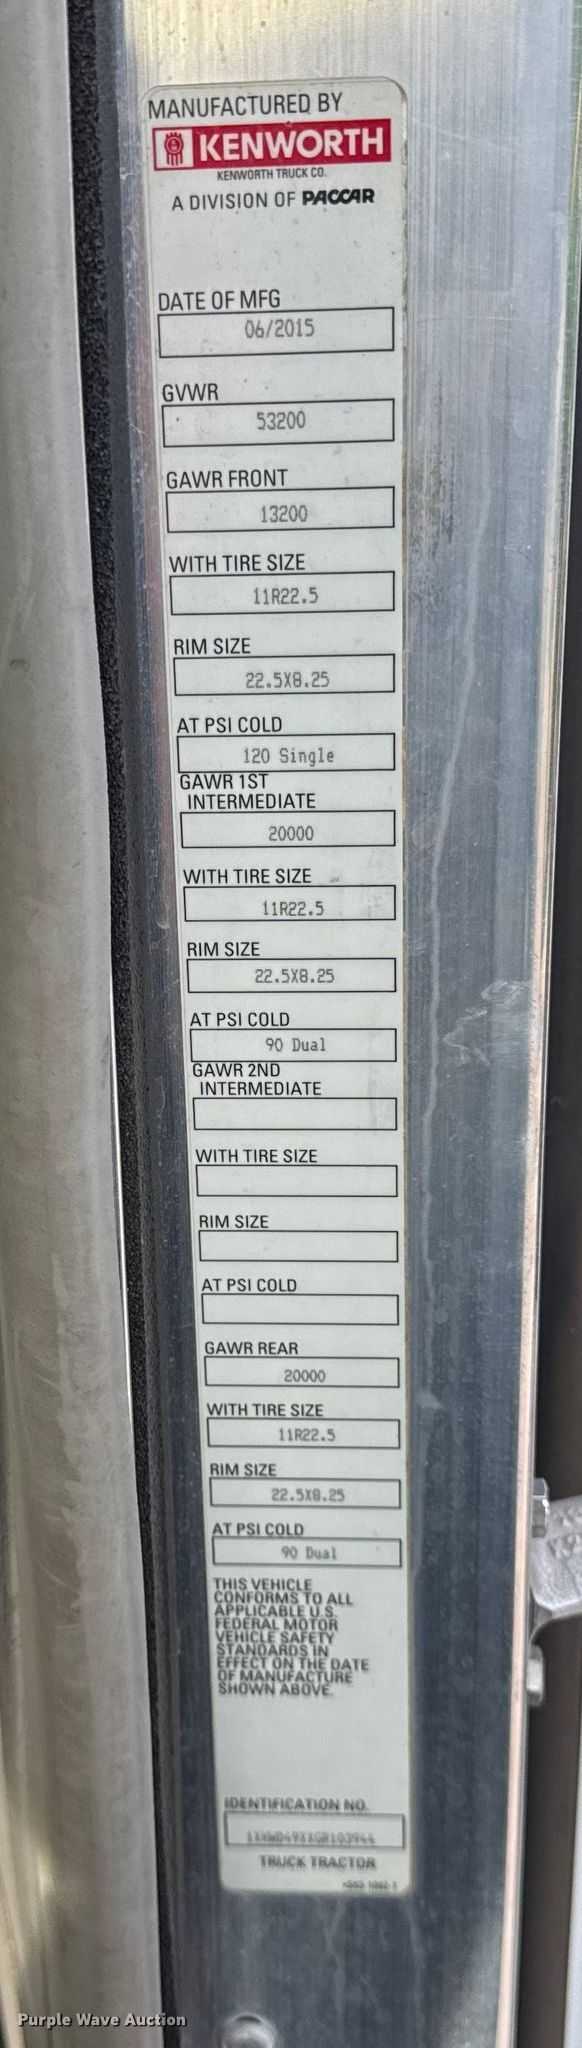 MANUFACTURED BY
KENWORTH
KENWORTH TRUCK CO.
A DIVISION OF PACCAR
DATE OF MFG
06/2015
GVWR
53200
GAWR FRONT
13200
WITH TIRE SIZE
11R22.5
RIM SIZE
22.5X8.25
AT PSI COLD
120 Single
GAWR 1ST
INTERMEDIATE
20000
WITH TIRE SIZE
11R22.5
RIM SIZE
22.5X8.25
AT PSI COLD
90 Dual
GAWR 2ND
INTERMEDIATE
WITH TIRE SIZE
RIM SIZE
AT PSI COLD
GAWR REAR
20000
WITH TIRE SIZE
11R22.5
RIM SIZE
22.5X8.25
AT PSI COLD
90 Dual
THIS VEHICLE
CONFORMS TO ALL
APPLICABLE U.S.
FEDERAL MOTOR
VEHICLE SAFETY
STANDARDS IN
EFFECT ON THE DATE
OF MANUFACTURE
SHOWN ABOVE.
IDENTIFICATION NO.
TRUCK TRACTOR
Purple Wave Auction